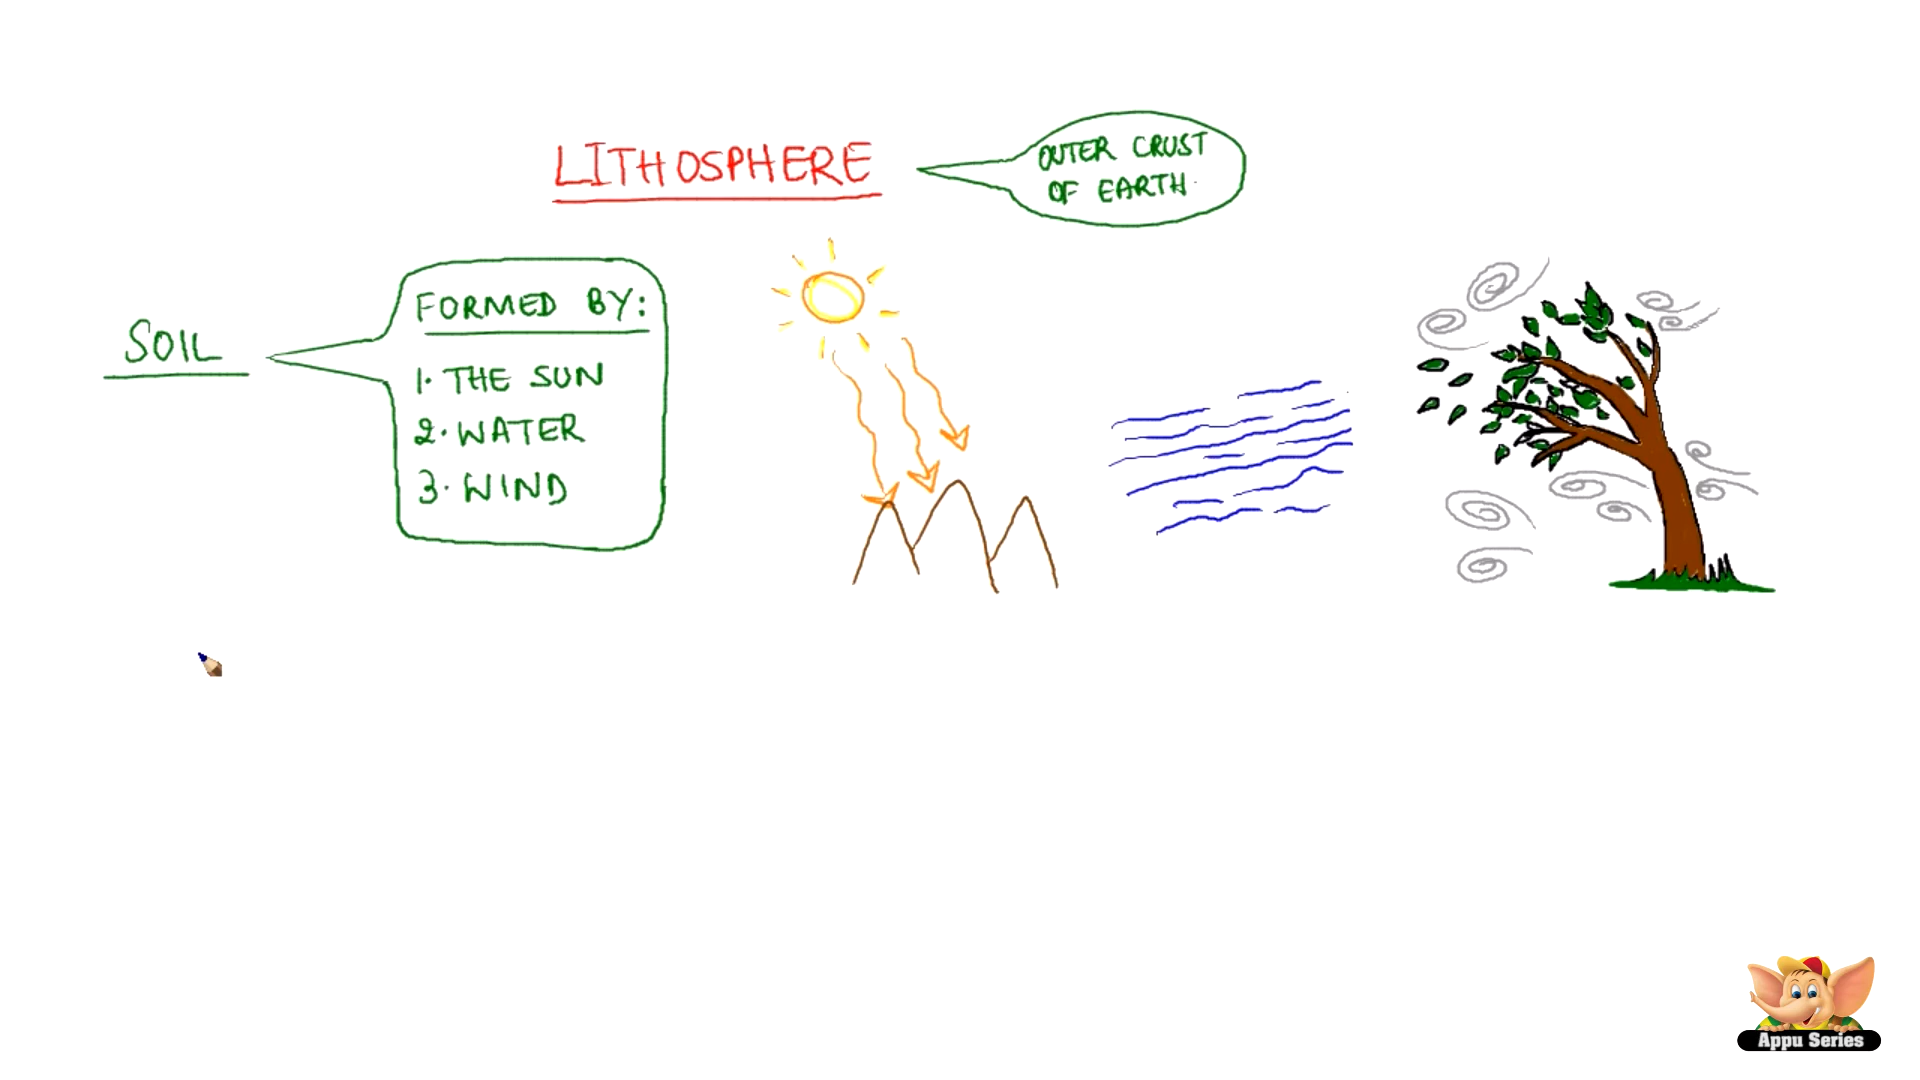 LITHOSPHERE
OUTER CRUST
OF EARTH.
SOIL
FORMED BY:
1. THE SUN
2. WATER
3. WIND
Appu Series